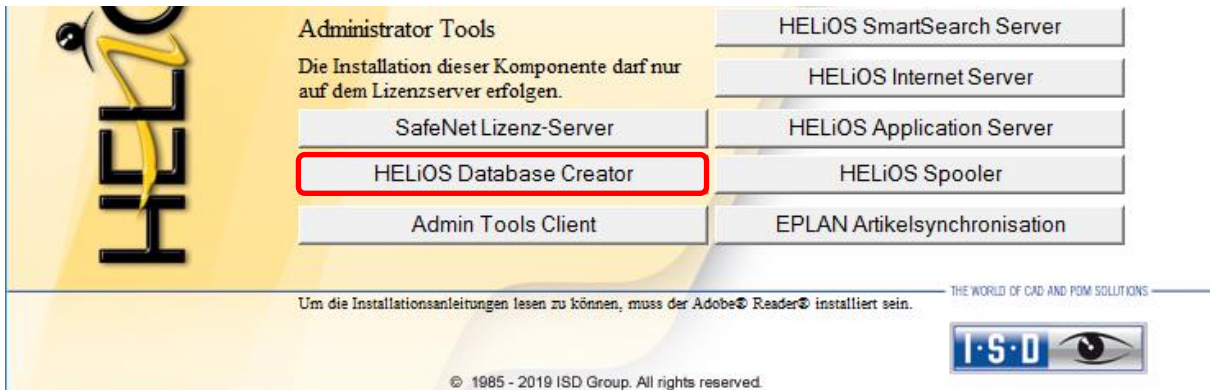 HELiOS
Administrator Tools
Die Installation dieser Komponente darf nur
auf dem Lizenzserver erfolgen.
SafeNet Lizenz-Server
HELiOS Database Creator
Admin Tools Client
HELiOS SmartSearch Server
HELiOS Internet Server
HELiOS Application Server
HELiOS Spooler
EPLAN Artikelsynchronisation
Um die Installationsanleitungen lesen zu können, muss der Adobe® Reader® installiert sein.
THE WORLD OF CAD AND PDM SOLUTIONS
I·S·D
© 1985 - 2019 ISD Group. All rights reserved.